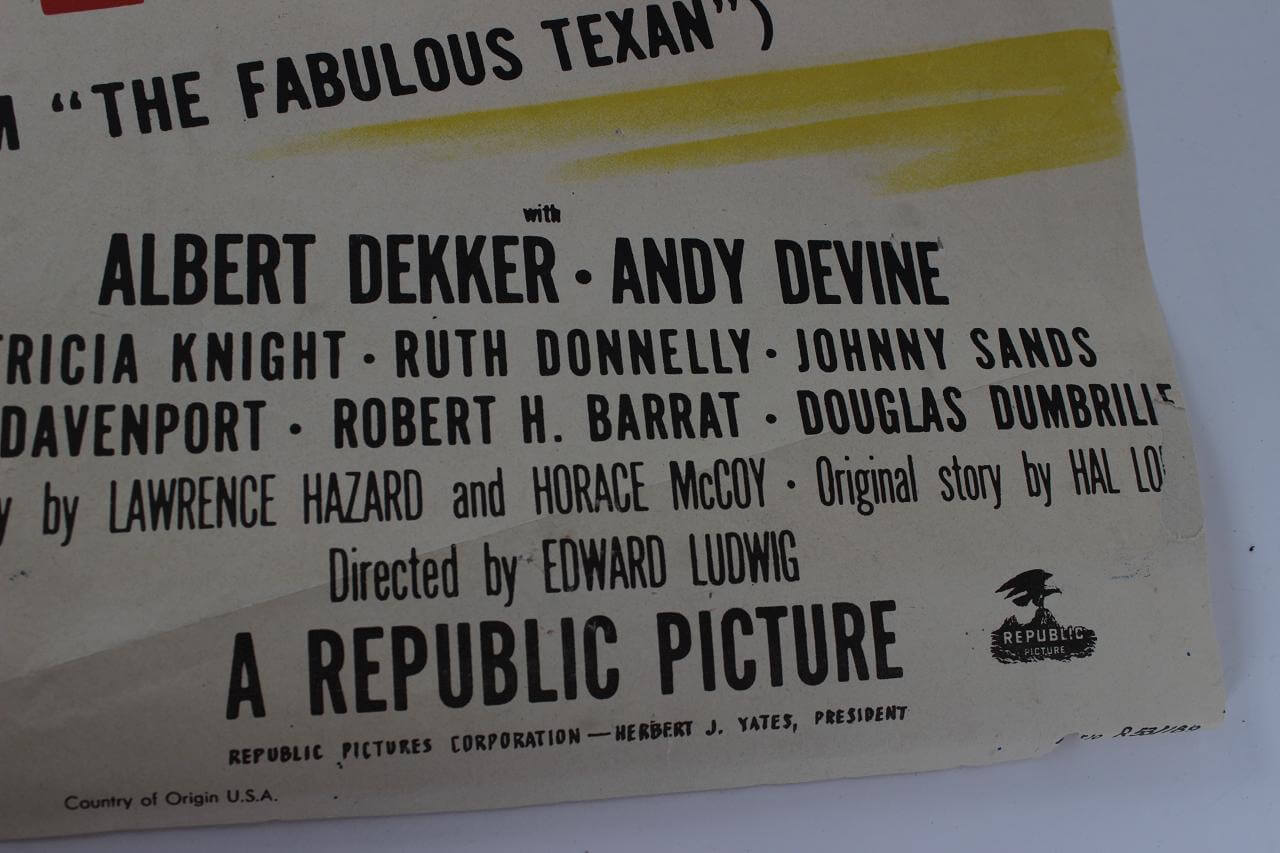 "THE FABULOUS TEXAN")
with
ALBERT DEKKER • ANDY DEVINE
TRICIA KNIGHT • RUTH DONNELLY • JOHNNY SANDS
DAVENPORT • ROBERT H. BARRAT • DOUGLAS DUMBRILLE
y by LAWRENCE HAZARD and HORACE McCOY • Original story by HAL LO
Directed by EDWARD LUDWIG
A REPUBLIC PICTURE
REPUBLIC PICTURE
REPUBLIC PICTURES CORPORATION — HERBERT J. YATES, PRESIDENT
Country of Origin U.S.A.